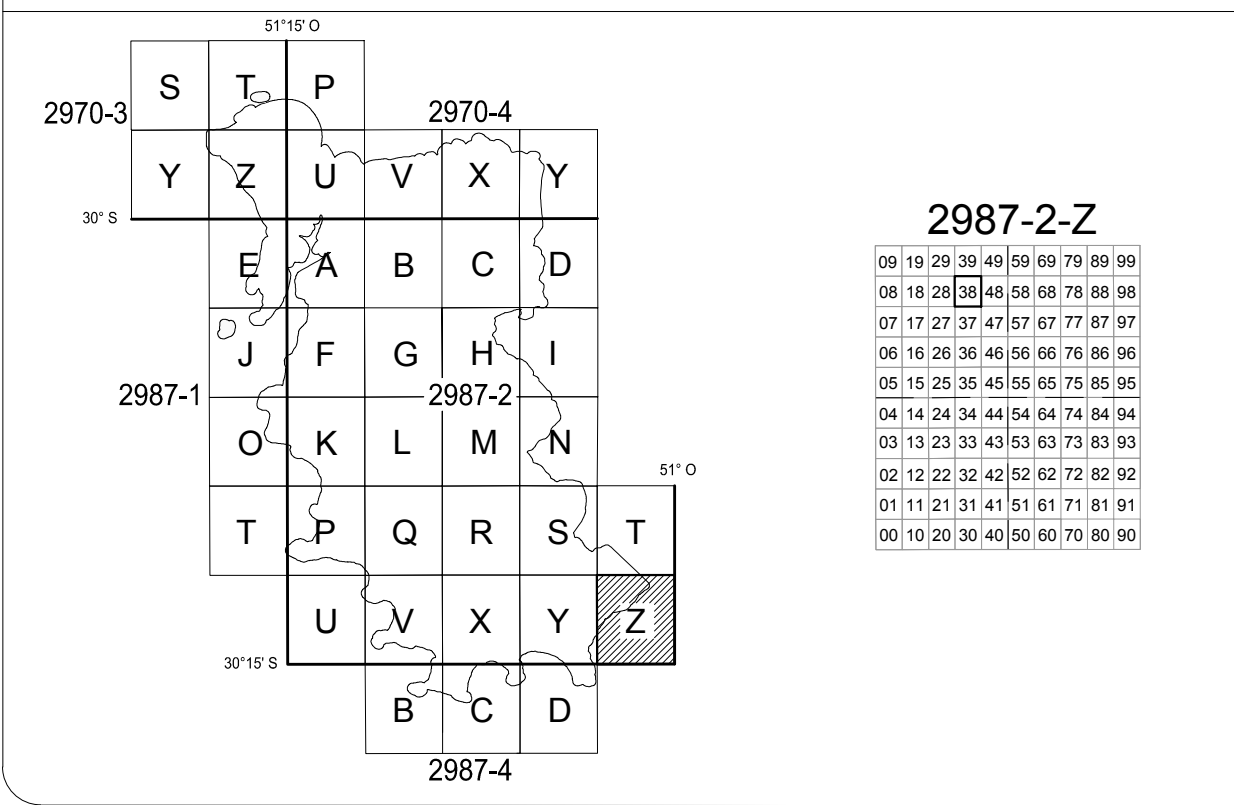 51°15' O
S T P
2970-3 2970-4
Y Z U V X Y
30° S
E A B C D
J F G H I
2987-1 2987-2
O K L M N
51° O
T P Q R S T
U V X Y Z
30°15' S
B C D
2987-4
2987-2-Z
09 19 29 39 49 59 69 79 89 99
08 18 28 38 48 58 68 78 88 98
07 17 27 37 47 57 67 77 87 97
06 16 26 36 46 56 66 76 86 96
05 15 25 35 45 55 65 75 85 95
04 14 24 34 44 54 64 74 84 94
03 13 23 33 43 53 63 73 83 93
02 12 22 32 42 52 62 72 82 92
01 11 21 31 41 51 61 71 81 91
00 10 20 30 40 50 60 70 80 90